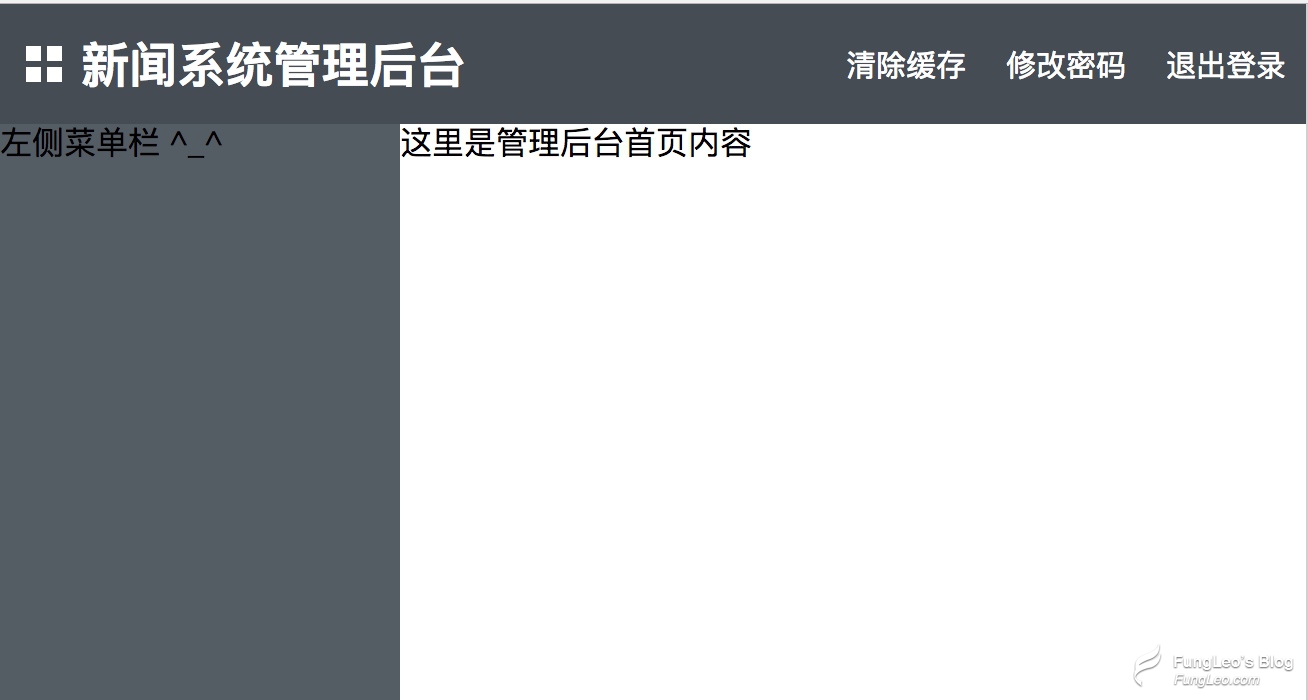 新闻系统管理后台
清除缓存 修改密码 退出登录
左侧菜单栏 ^_^
这里是管理后台首页内容
FungLeo's Blog
FungLeo.com